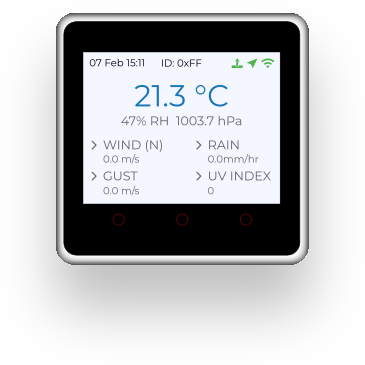 07 Feb 15:11 ID: 0xFF
21.3 °C
47% RH 1003.7 hPa
WIND (N) RAIN
0.0 m/s 0.0mm/hr
GUST UV INDEX
0.0 m/s 0